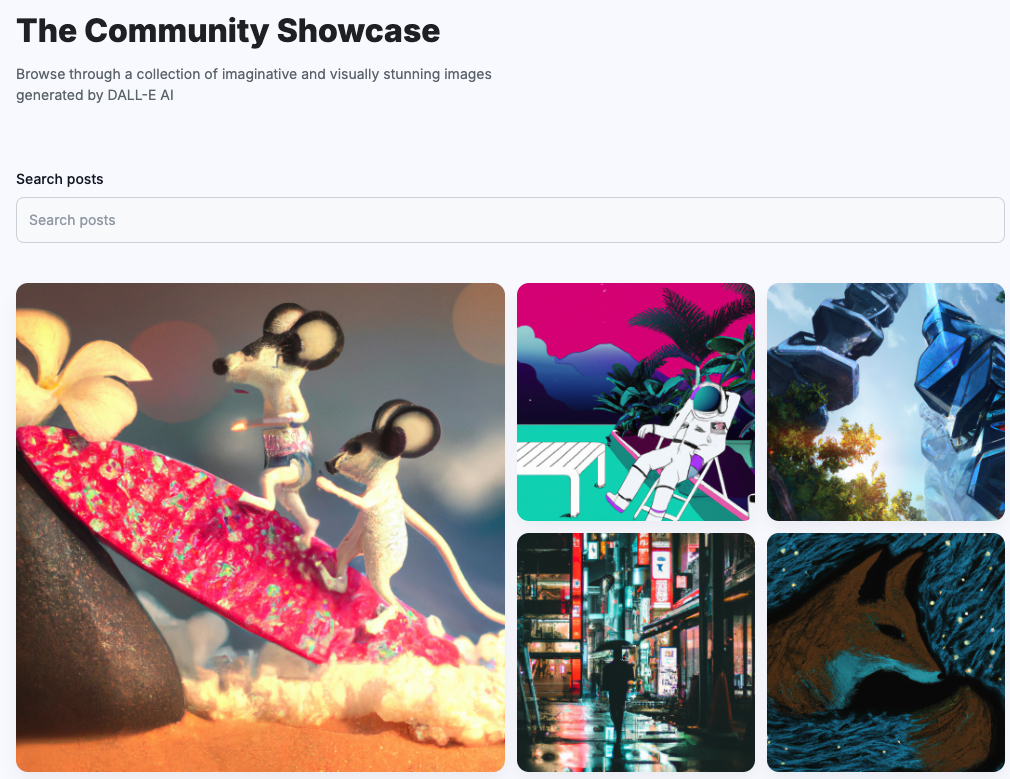 The Community Showcase
Browse through a collection of imaginative and visually stunning images
generated by DALL-E AI
Search posts
Search posts